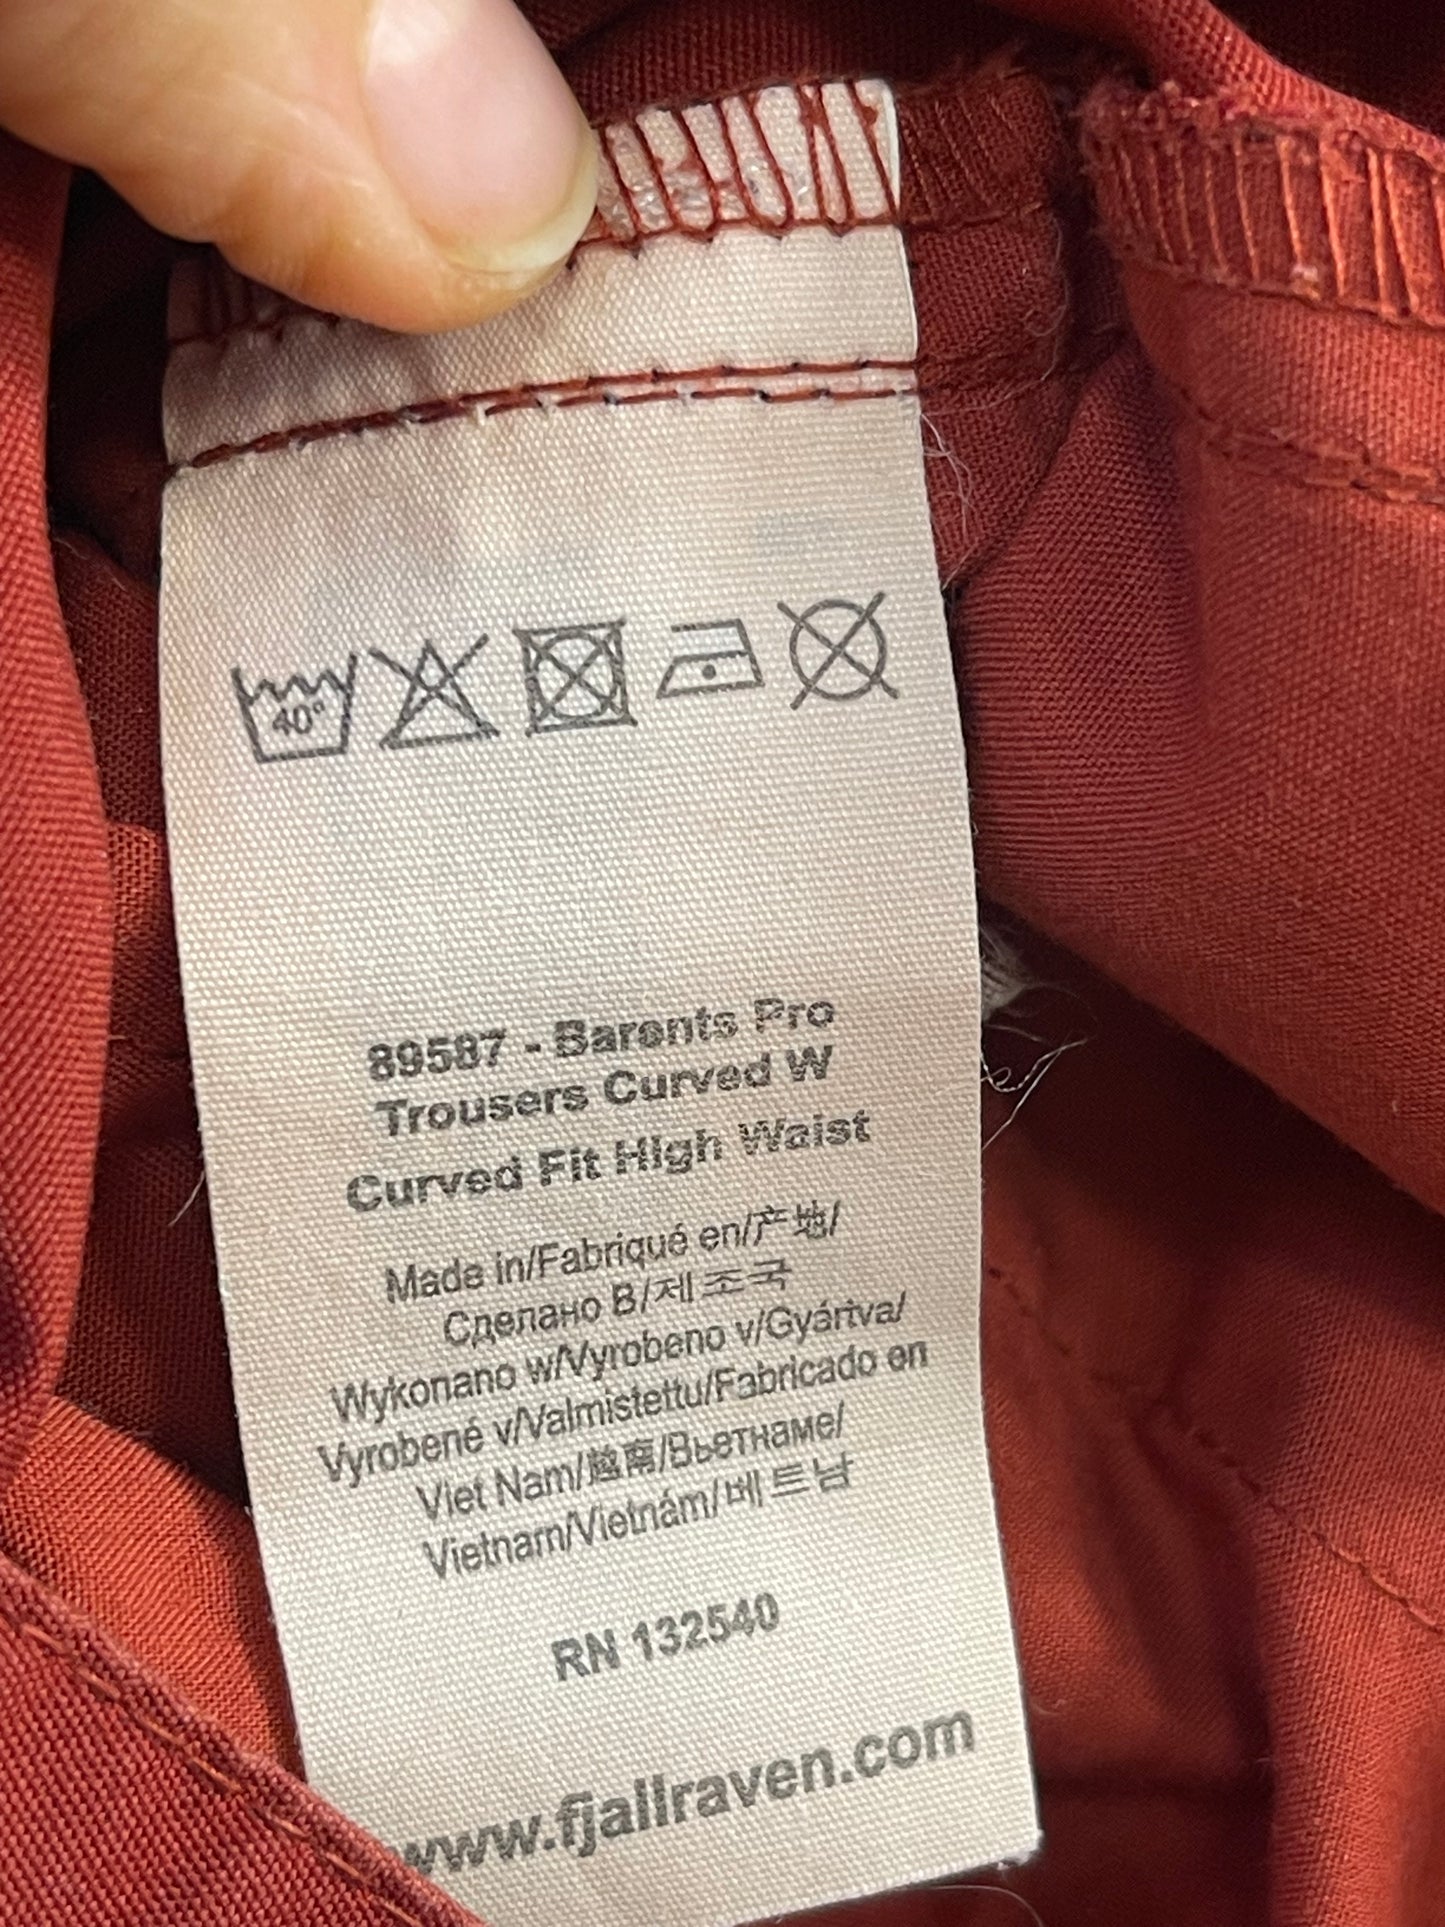 40°
89587 - Barents Pro
Trousers Curved W
Curved Fit High Waist
Made in/Fabriqué en/产地/
Сделано В/제조국
Wykonano w/Vyrobeno v/Gyártva/
Vyrobené v/Valmistettu/Fabricado en
Viet Nam/越南/Вьетнаме/
Vietnam/Vietnám/베트남
RN 132540
www.fjallraven.com